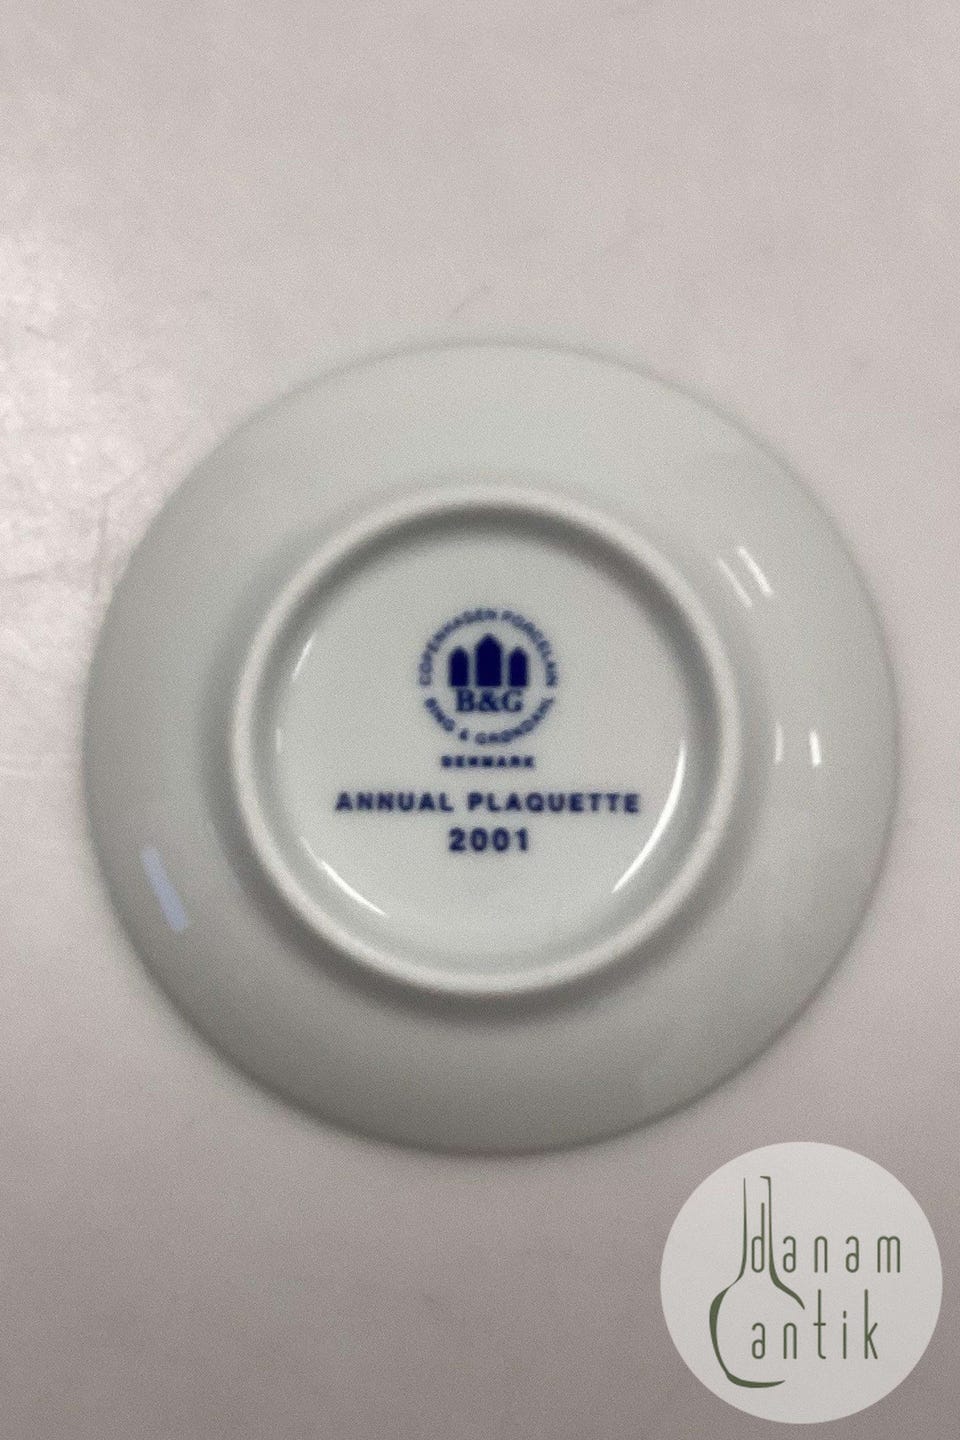 COPENHAGEN PORCELAIN
B&G
BING & GRØNDAHL
DENMARK
ANNUAL PLAQUETTE
2001
danam
antik